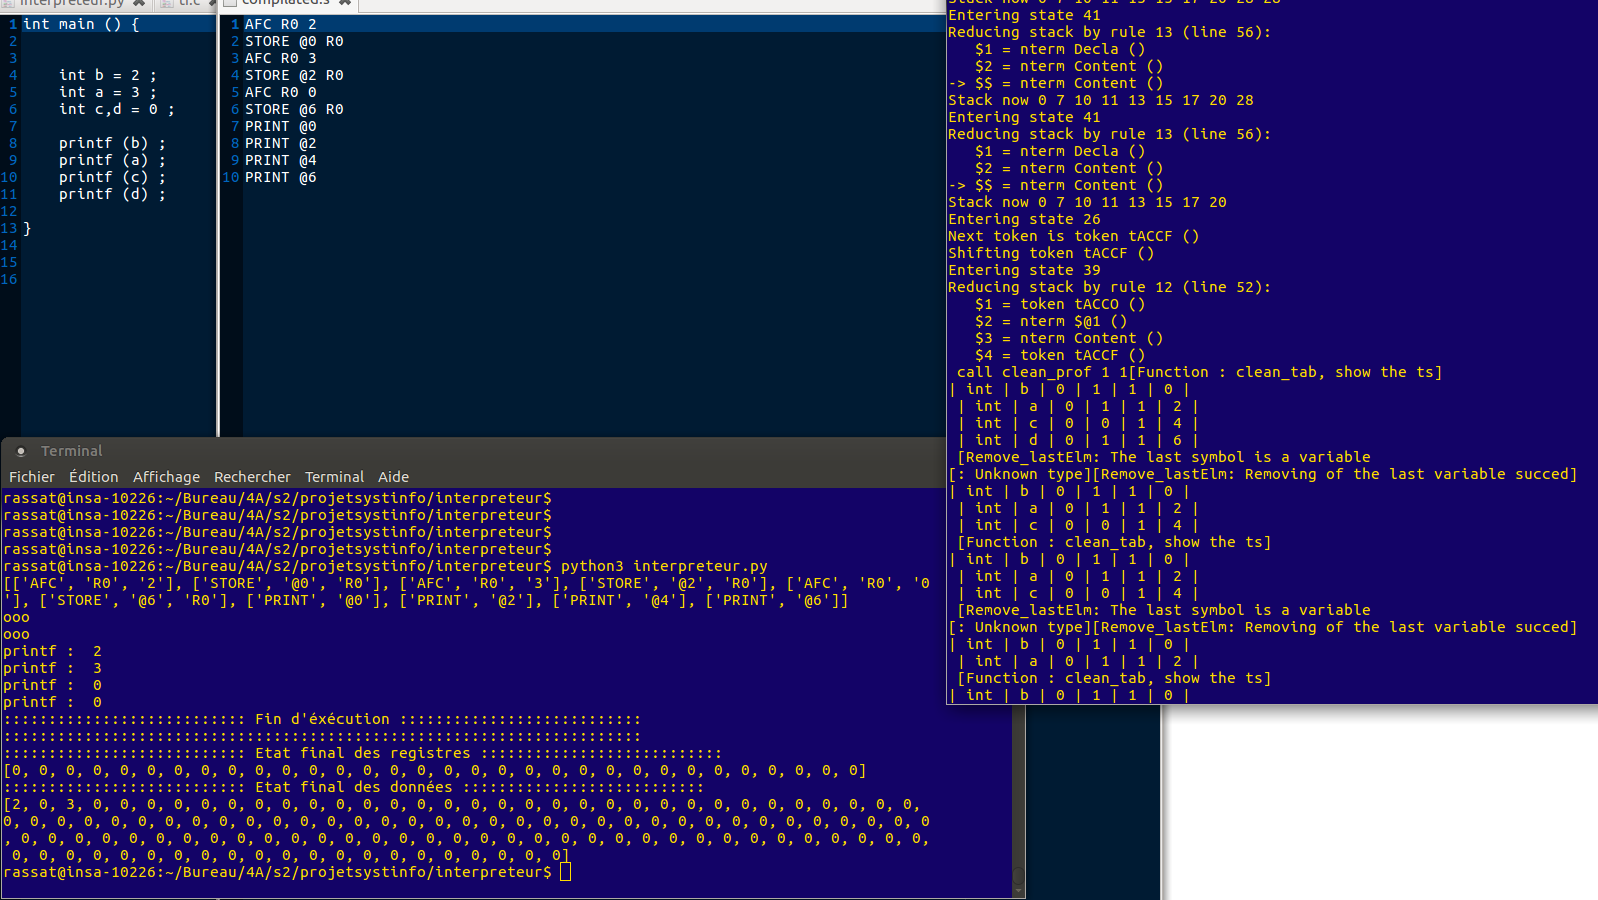 interpreteur.py
tl.c
compilated.s
1 int main () {
2
3
4     int b = 2 ;
5     int a = 3 ;
6     int c,d = 0 ;
7
8     printf (b) ;
9     printf (a) ;
10    printf (c) ;
11    printf (d) ;
12
13 }
14
15
16
1 AFC R0 2
2 STORE @0 R0
3 AFC R0 3
4 STORE @2 R0
5 AFC R0 0
6 STORE @6 R0
7 PRINT @0
8 PRINT @2
9 PRINT @4
10 PRINT @6
Stack now 0 7 10 11 13 15 17 20 28 28
Entering state 41
Reducing stack by rule 13 (line 56):
   $1 = nterm Decla ()
   $2 = nterm Content ()
-> $$ = nterm Content ()
Stack now 0 7 10 11 13 15 17 20 28
Entering state 41
Reducing stack by rule 13 (line 56):
   $1 = nterm Decla ()
   $2 = nterm Content ()
-> $$ = nterm Content ()
Stack now 0 7 10 11 13 15 17 20
Entering state 26
Next token is token tACCF ()
Shifting token tACCF ()
Entering state 39
Reducing stack by rule 12 (line 52):
   $1 = token tACCO ()
   $2 = nterm $@1 ()
   $3 = nterm Content ()
   $4 = token tACCF ()
 call clean_prof 1 1[Function : clean_tab, show the ts]
| int | b | 0 | 1 | 1 | 0 |
 | int | a | 0 | 1 | 1 | 2 |
 | int | c | 0 | 0 | 1 | 4 |
 | int | d | 0 | 1 | 1 | 6 |
 [Remove_lastElm: The last symbol is a variable
[: Unknown type][Remove_lastElm: Removing of the last variable succed]
| int | b | 0 | 1 | 1 | 0 |
 | int | a | 0 | 1 | 1 | 2 |
 | int | c | 0 | 0 | 1 | 4 |
 [Function : clean_tab, show the ts]
| int | b | 0 | 1 | 1 | 0 |
 | int | a | 0 | 1 | 1 | 2 |
 | int | c | 0 | 0 | 1 | 4 |
 [Remove_lastElm: The last symbol is a variable
[: Unknown type][Remove_lastElm: Removing of the last variable succed]
| int | b | 0 | 1 | 1 | 0 |
 | int | a | 0 | 1 | 1 | 2 |
 [Function : clean_tab, show the ts]
| int | b | 0 | 1 | 1 | 0 |
Terminal
Fichier Édition Affichage Rechercher Terminal Aide
rassat@insa-10226:~/Bureau/4A/s2/projetsystinfo/interpreteur$
rassat@insa-10226:~/Bureau/4A/s2/projetsystinfo/interpreteur$
rassat@insa-10226:~/Bureau/4A/s2/projetsystinfo/interpreteur$
rassat@insa-10226:~/Bureau/4A/s2/projetsystinfo/interpreteur$
rassat@insa-10226:~/Bureau/4A/s2/projetsystinfo/interpreteur$ python3 interpreteur.py
[['AFC', 'R0', '2'], ['STORE', '@0', 'R0'], ['AFC', 'R0', '3'], ['STORE', '@2', 'R0'], ['AFC', 'R0', '0
'], ['STORE', '@6', 'R0'], ['PRINT', '@0'], ['PRINT', '@2'], ['PRINT', '@4'], ['PRINT', '@6']]
ooo
ooo
printf :  2
printf :  3
printf :  0
printf :  0
::::::::::::::::::::::::::: Fin d'éxécution :::::::::::::::::::::::::::
:::::::::::::::::::::::::::::::::::::::::::::::::::::::::::::::::::::::
::::::::::::::::::::::::::: Etat final des registres :::::::::::::::::::::::::::
[0, 0, 0, 0, 0, 0, 0, 0, 0, 0, 0, 0, 0, 0, 0, 0, 0, 0, 0, 0, 0, 0, 0, 0, 0, 0, 0, 0, 0, 0, 0, 0]
::::::::::::::::::::::::::: Etat final des données :::::::::::::::::::::::::::
[2, 0, 3, 0, 0, 0, 0, 0, 0, 0, 0, 0, 0, 0, 0, 0, 0, 0, 0, 0, 0, 0, 0, 0, 0, 0, 0, 0, 0, 0, 0, 0, 0, 0,
0, 0, 0, 0, 0, 0, 0, 0, 0, 0, 0, 0, 0, 0, 0, 0, 0, 0, 0, 0, 0, 0, 0, 0, 0, 0, 0, 0, 0, 0, 0, 0, 0, 0, 0
, 0, 0, 0, 0, 0, 0, 0, 0, 0, 0, 0, 0, 0, 0, 0, 0, 0, 0, 0, 0, 0, 0, 0, 0, 0, 0, 0, 0, 0, 0, 0, 0, 0, 0,
 0, 0, 0, 0, 0, 0, 0, 0, 0, 0, 0, 0, 0, 0, 0, 0, 0, 0, 0, 0, 0]
rassat@insa-10226:~/Bureau/4A/s2/projetsystinfo/interpreteur$